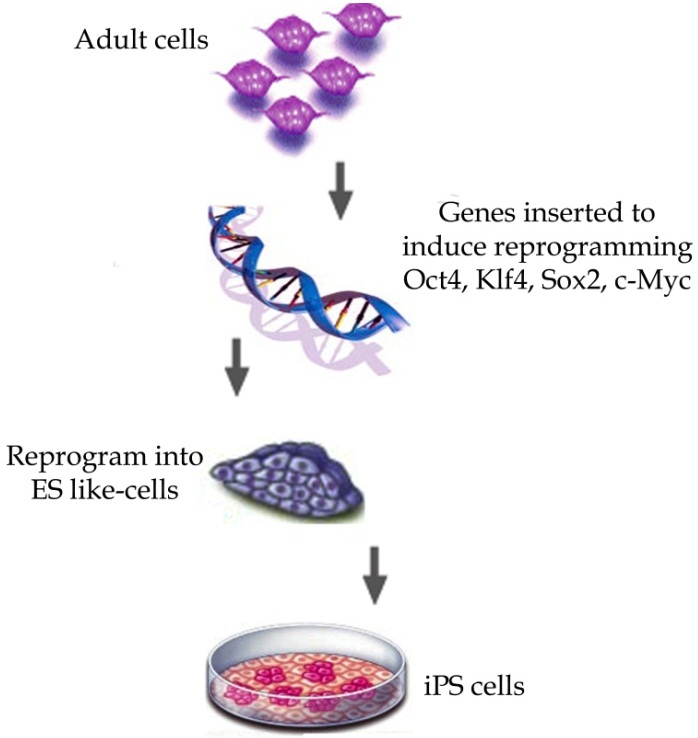 Adult cells
Genes inserted to
induce reprogramming
Oct4, Klf4, Sox2, c-Myc
Reprogram into
ES like-cells
iPS cells